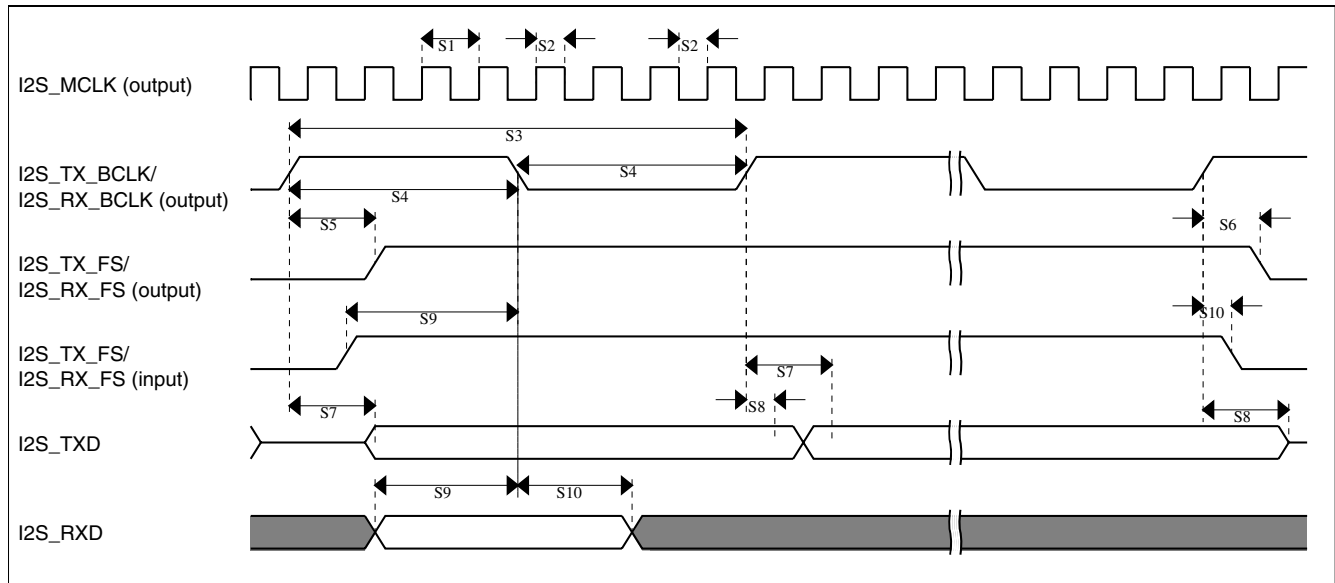 S1
S2
S2
I2S_MCLK (output)
S3
I2S_TX_BCLK/
I2S_RX_BCLK (output)
S4
S4
S5
S6
I2S_TX_FS/
I2S_RX_FS (output)
S9
S10
I2S_TX_FS/
I2S_RX_FS (input)
S7
S7
S8
S8
I2S_TXD
S9
S10
I2S_RXD